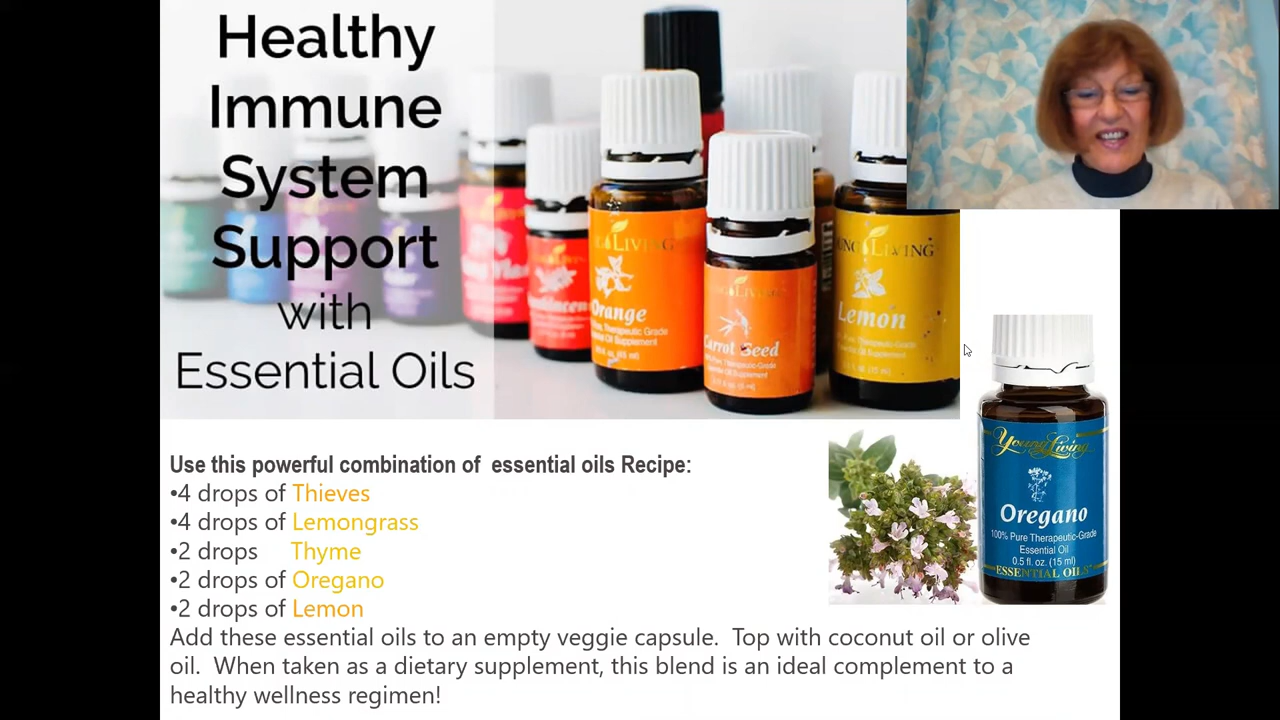 Healthy
Immune
System
Support
with
Essential Oils
Orange
Carrot Seed
Lemon
Young Living
Oregano
100% Pure Therapeutic-Grade
Essential Oil
0.5 fl. oz. (15 ml)
ESSENTIAL OILS
Use this powerful combination of  essential oils Recipe:
•4 drops of Thieves
•4 drops of Lemongrass
•2 drops    Thyme
•2 drops of Oregano
•2 drops of Lemon
Add these essential oils to an empty veggie capsule.  Top with coconut oil or olive
oil.  When taken as a dietary supplement, this blend is an ideal complement to a
healthy wellness regimen!